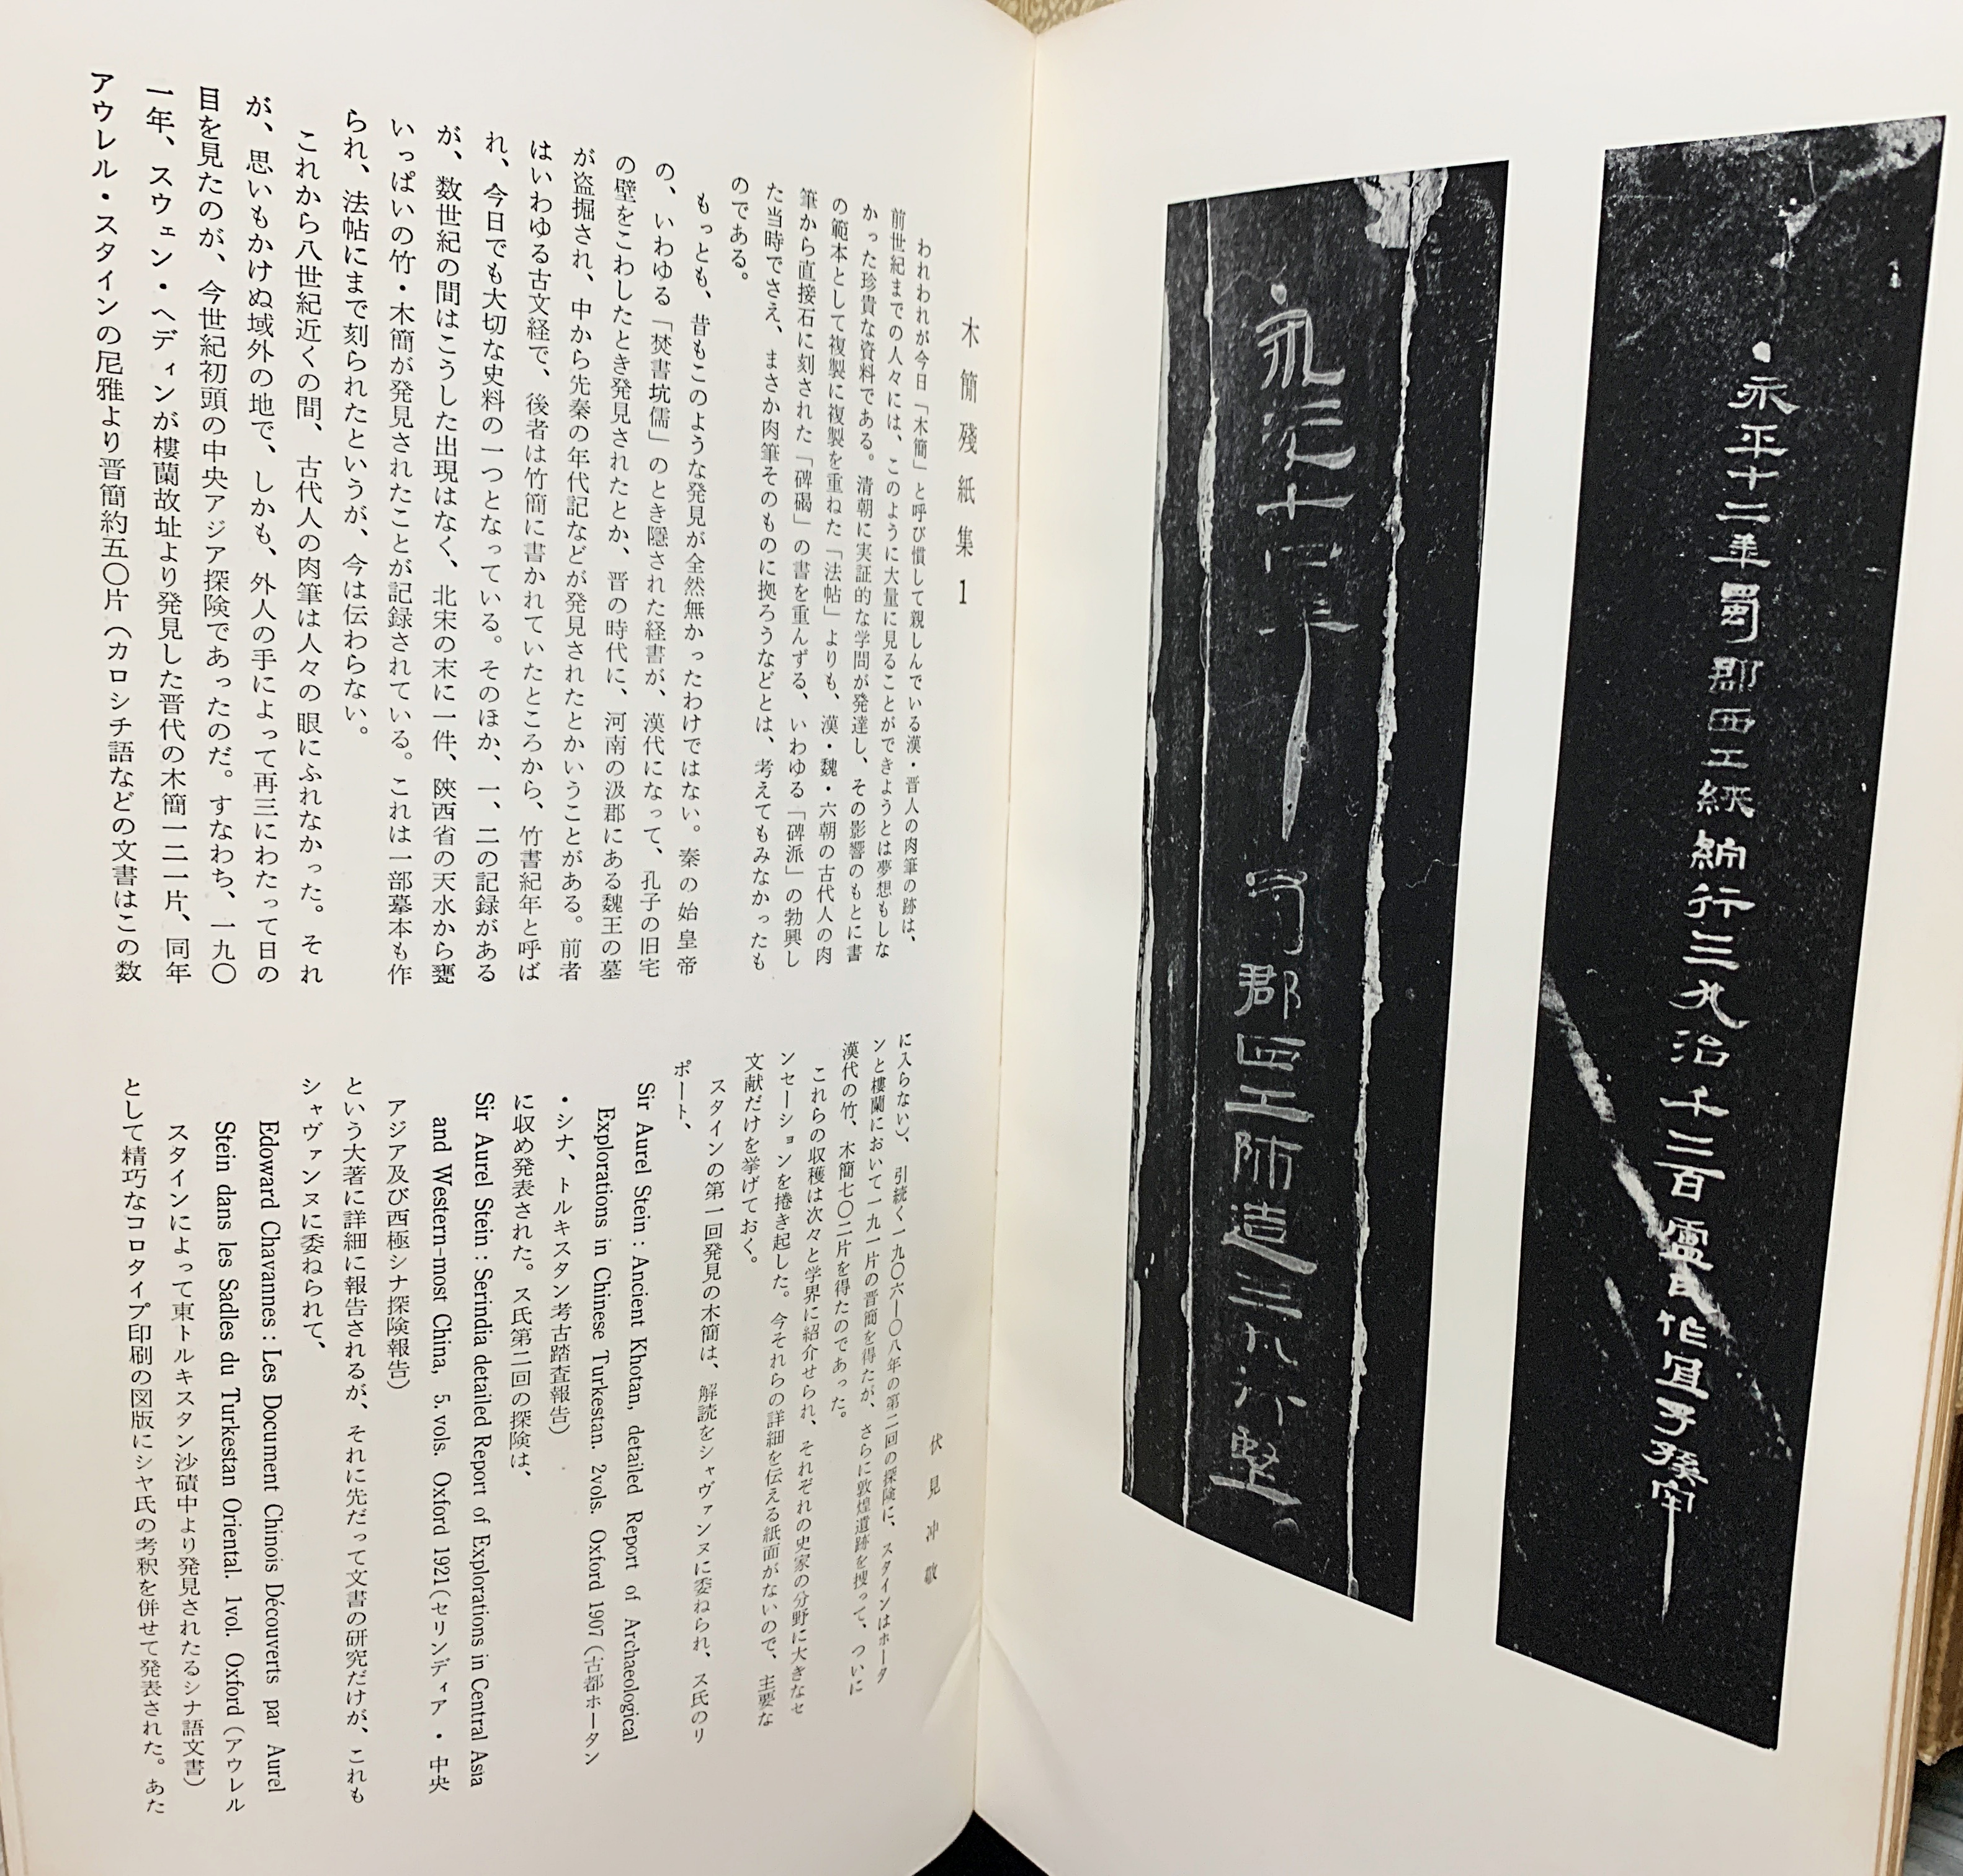 永平十二年蜀郡西工綊紵行三丸治千二百盧氏作宜子孫牢
永元十四年蜀郡西工師造三丸六堅
木簡残紙集1
伏見冲敬
われわれが今日「木簡」と呼び慣して親しんでいる漢・晋人の肉筆の跡は、
前世紀までの人々には、このように大量に見ることができようとは夢想もしな
かった珍貴な資料である。清朝に実証的な学問が発達し、その影響のもとに書
の範本として複製に複製を重ねた「法帖」よりも、漢・魏・六朝の古代人の肉
筆から直接石に刻された「碑碣」の書を重んずる、いわゆる「碑派」の勃興し
た当時でさえ、まさか肉筆そのものに拠ろうなどとは、考えてもみなかったも
のである。
もっとも、昔もこのような発見が全然無かったわけではない。秦の始皇帝
の、いわゆる「焚書坑儒」のとき隠された経書が、漢代になって、孔子の旧宅
の壁をこわしたとき発見されたとか、晋の時代に、河南の汲郡にある魏王の墓
が盗掘され、中から先秦の年代記などが発見されたとかいうことがある。前者
はいわゆる古文経で、後者は竹簡に書かれていたところから、竹書紀年と呼ば
れ、今日でも大切な史料の一つとなっている。そのほか、一、二の記録がある
が、数世紀の間はこうした出現はなく、北宋の末に一件、陝西省の天水から甕
いっぱいの竹・木簡が発見されたことが記録されている。これは一部摹本も作
られ、法帖にまで刻られたというが、今は伝わらない。
これから八世紀近くの間、古代人の肉筆は人々の眼にふれなかった。それ
が、思いもかけぬ域外の地で、しかも、外人の手によって再三にわたって日の
目を見たのが、今世紀初頭の中央アジア探険であったのだ。すなわち、一九〇
一年、スウェン・ヘディンが樓蘭故址より発見した晋代の木簡一二一片、同年
アウレル・スタインの尼雅より晋簡約五〇片（カロシチ語などの文書はこの数
に入らない）、引続く一九〇六—〇八年の第二回の探険に、スタインはホータ
ンと樓蘭において一九一片の晋簡を得たが、さらに敦煌遺跡を捜って、ついに
漢代の竹、木簡七〇二片を得たのであった。
これらの収穫は次々と学界に紹介せられ、それぞれの史家の分野に大きなセ
ンセーションを捲き起した。今それらの詳細を伝える紙面がないので、主要な
文献だけを挙げておく。
スタインの第一回発見の木簡は、解読をシャヴァンヌに委ねられ、ス氏のリ
ポート、
Sir Aurel Stein : Ancient Khotan, detailed Report of Archaeological
Explorations in Chinese Turkestan. 2vols. Oxford 1907（古都ホータン
・シナ、トルキスタン考古踏査報告）
に収め発表された。ス氏第二回の探険は、
Sir Aurel Stein : Serindia detailed Report of Explorations in Central Asia
and Western-most China, 5. vols. Oxford 1921（セリンディア・中央
アジア及び西極シナ探険報告）
という大著に詳細に報告されるが、それに先だって文書の研究だけが、これも
シャヴァンヌに委ねられて、
Edoward Chavannes : Les Document Chinois Découverts par Aurel
Stein dans les Sadles du Turkestan Oriental. 1vol. Oxford（アウレル
スタインによって東トルキスタン沙磧中より発見されたるシナ語文書）
として精巧なコロタイプ印刷の図版にシャ氏の考釈を併せて発表された。あた